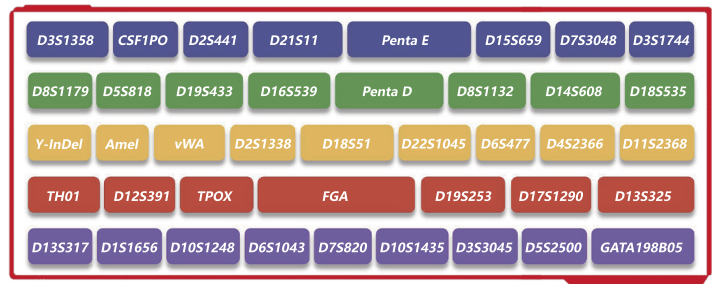 D3S1358 CSF1PO D2S441 D21S11 Penta E D15S659 D7S3048 D3S1744
D8S1179 D5S818 D19S433 D16S539 Penta D D8S1132 D14S608 D18S535
Y-InDel Amel vWA D2S1338 D18S51 D22S1045 D6S477 D4S2366 D11S2368
TH01 D12S391 TPOX FGA D19S253 D17S1290 D13S325
D13S317 D1S1656 D10S1248 D6S1043 D7S820 D10S1435 D3S3045 D5S2500 GATA198B05